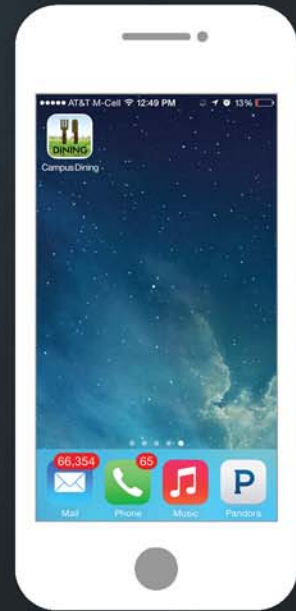 AT&T M-Cell 12:49 PM 13%
DINING
Campus Dining
66,354 65
P
Mail Phone Music Pandora